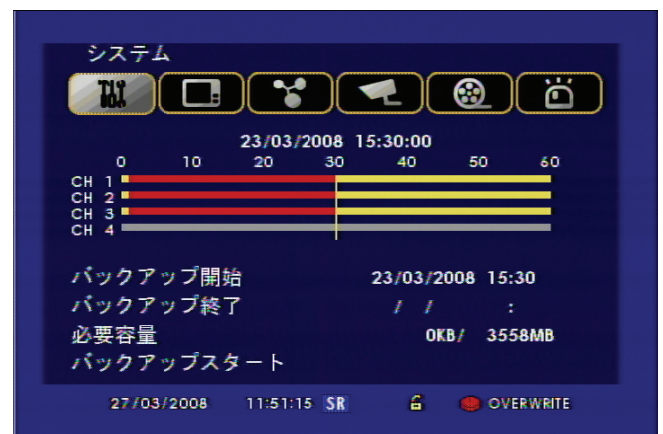 システム
23/03/2008 15:30:00
0 10 20 30 40 50 60
CH 1
CH 2
CH 3
CH 4
バックアップ開始 23/03/2008 15:30
バックアップ終了 / / :
必要容量 0KB/ 3558MB
バックアップスタート
27/03/2008 11:51:15 SR OVERWRITE